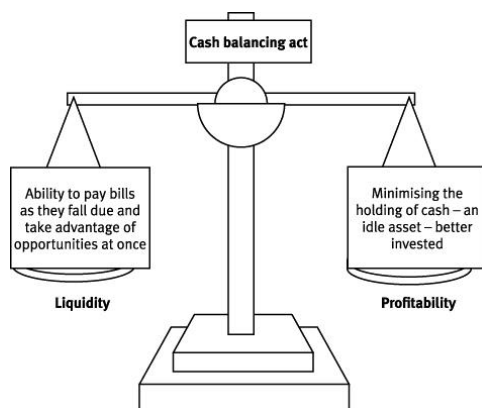 Cash balancing act
Ability to pay bills
as they fall due and
take advantage of
opportunities at once
Liquidity
Minimising the
holding of cash – an
idle asset – better
invested
Profitability